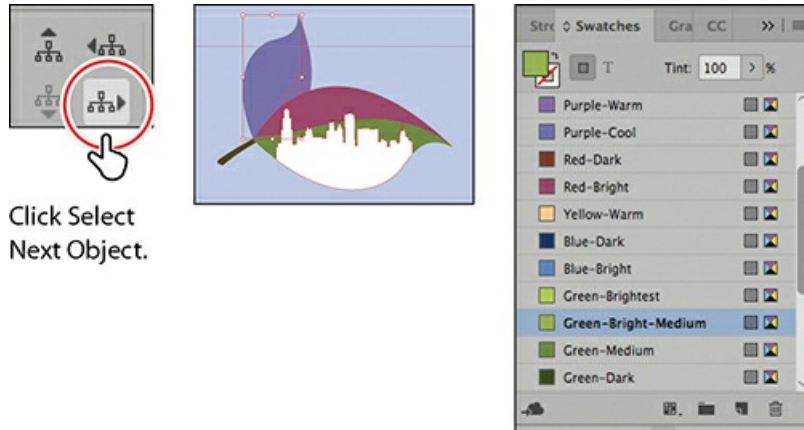 Click Select
Next Object.
Stro Swatches Gra CC
T Tint: 100 > %
Purple-Warm
Purple-Cool
Red-Dark
Red-Bright
Yellow-Warm
Blue-Dark
Blue-Bright
Green-Brightest
Green-Bright-Medium
Green-Medium
Green-Dark